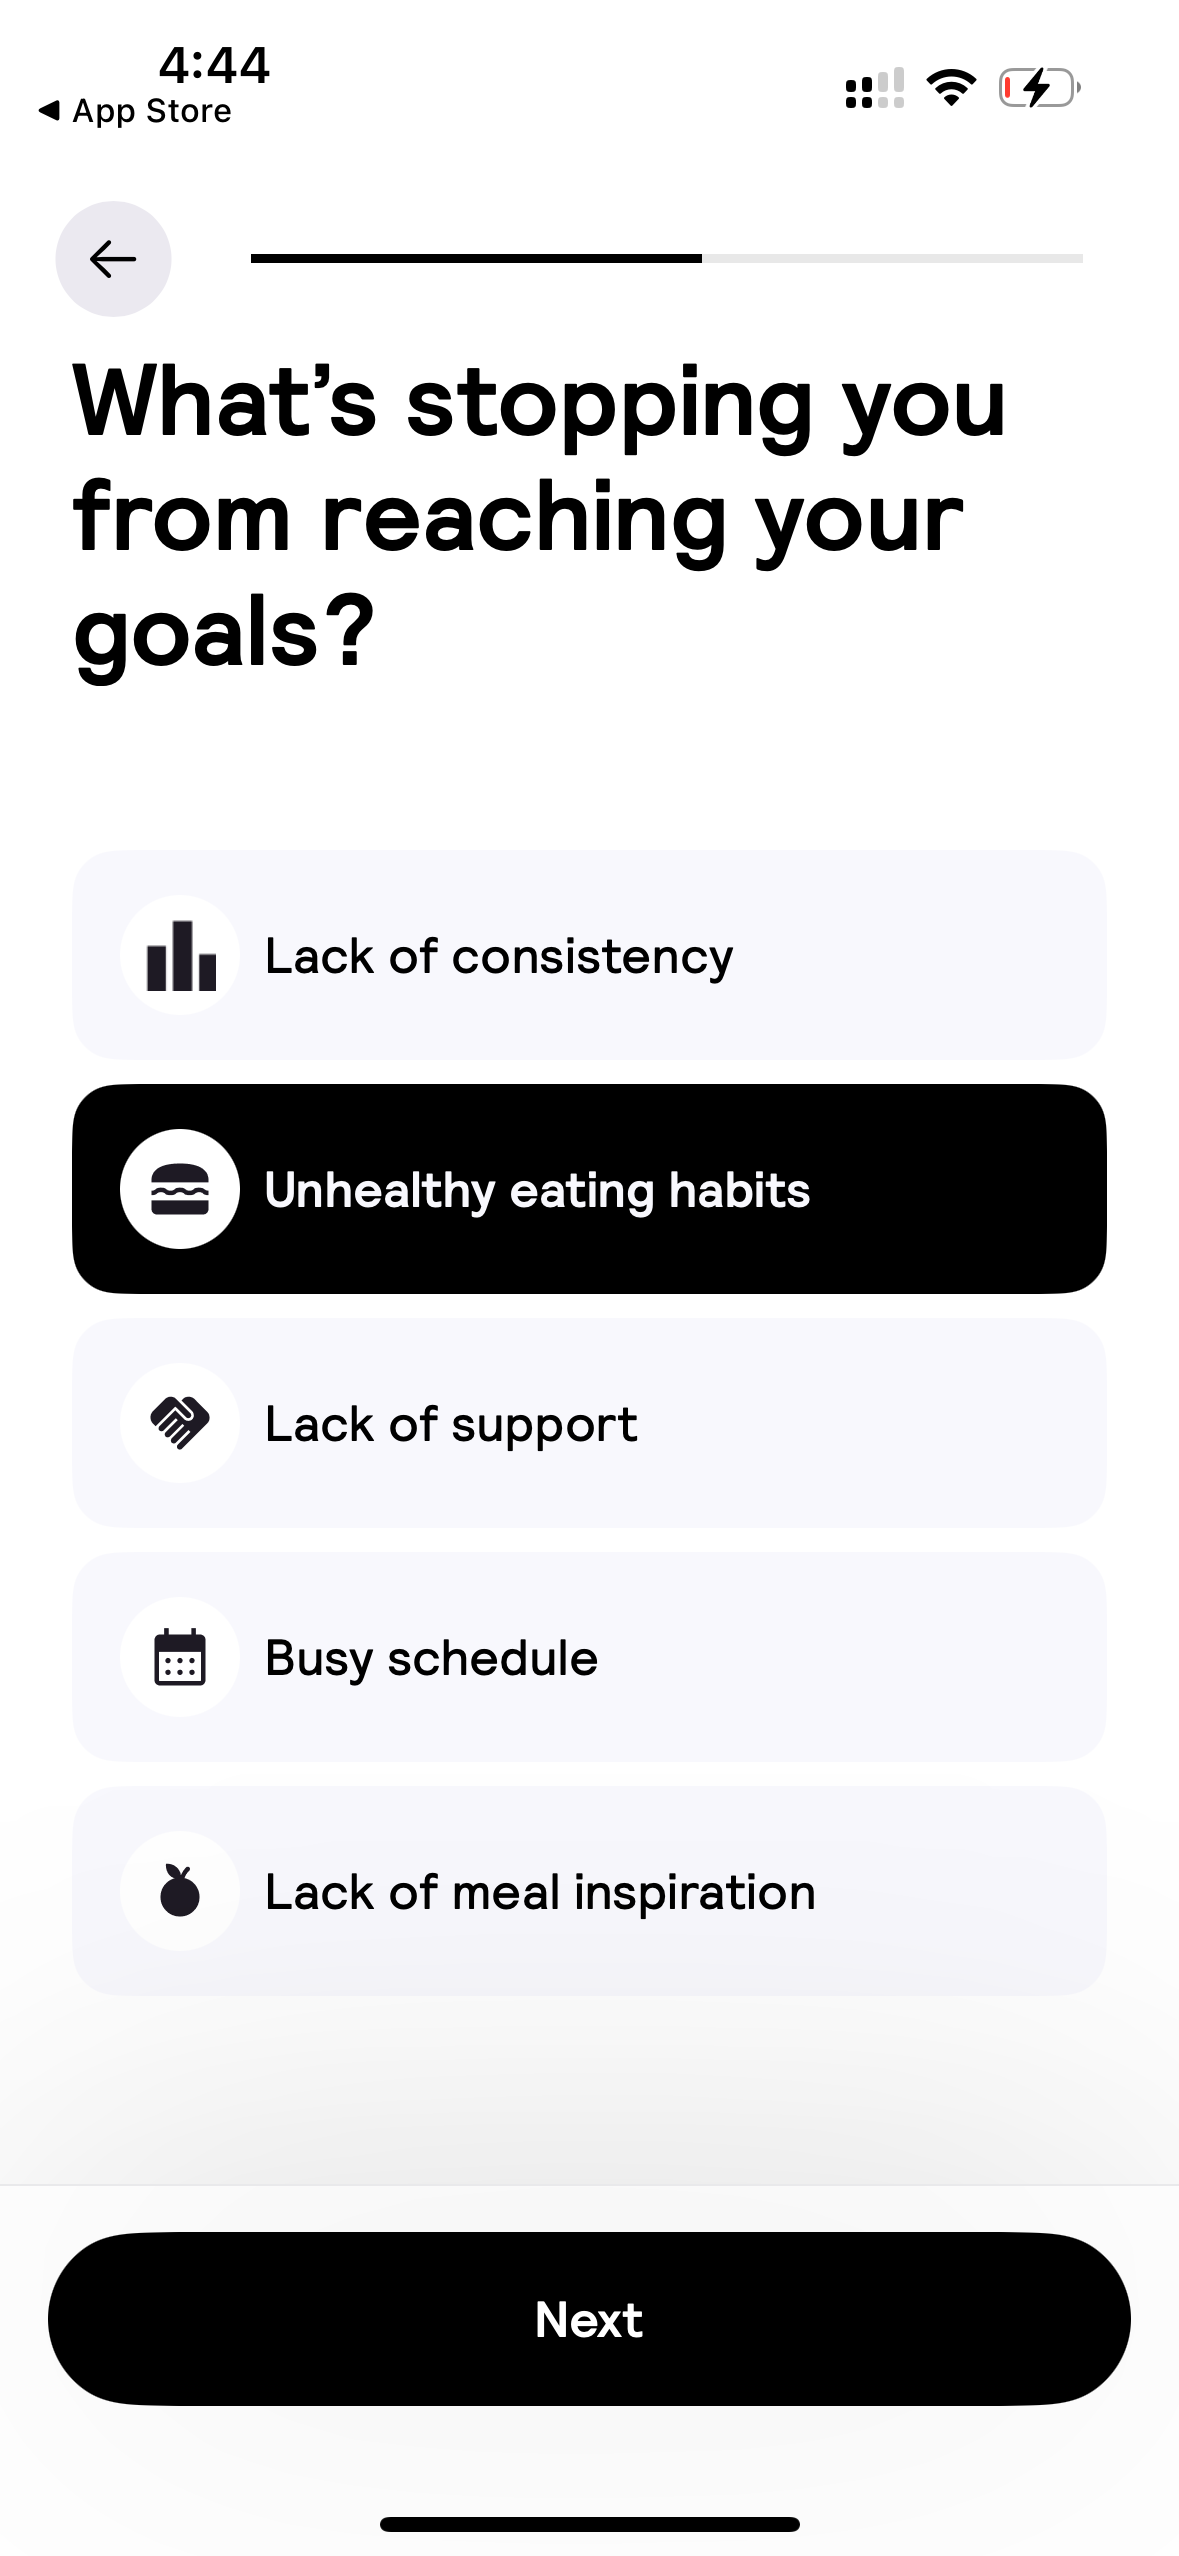 4:44
App Store
What’s stopping you
from reaching your
goals?
Lack of consistency
Unhealthy eating habits
Lack of support
Busy schedule
Lack of meal inspiration
Next